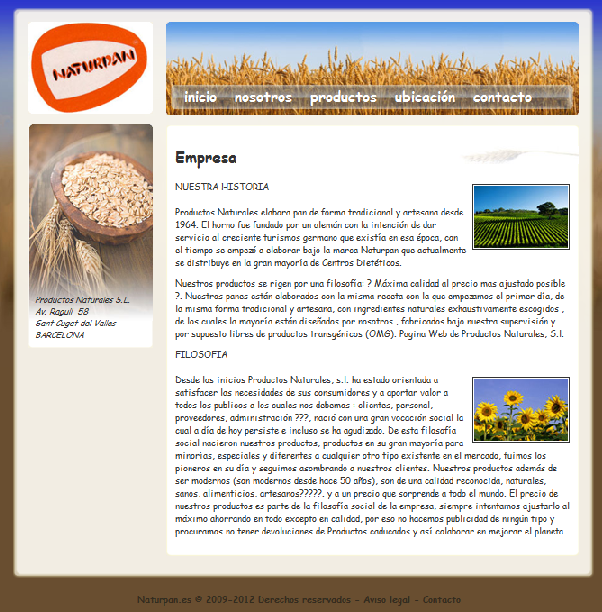 NATURPAN
inicio nosotros productos ubicación contacto
Empresa
NUESTRA HISTORIA
Productos Naturales elabora pan de forma tradicional y artesana desde
1964. El horno fue fundado por un alemán con la intención de dar
servicio al creciente turismos germano que existía en esa época, con
el tiempo se empezó a elaborar bajo la marca Naturpan que actualmente
se distribuye en la gran mayoría de Centros Dietéticos.
Nuestros productos se rigen por una filosofía ? Máxima calidad al precio mas ajustado posible
?. Nuestros panes están elaborados con la misma receta con la que empezamos el primer día, de
la misma forma tradicional y artesana, con ingredientes naturales exhaustivamente escogidos ,
de los cuales la mayoría están diseñados por nosotros , fabricados bajo nuestra supervisión y
por supuesto libres de productos transgénicos (OMG). Pagina Web de Productos Naturales, S.l.
FILOSOFIA
Desde los inicios Productos Naturales, s.l. ha estado orientada a
satisfacer las necesidades de sus consumidores y a aportar valor a
todos los publicos a los cuales nos debemos : clientes, personal,
proveedores, administración ???, nació con una gran vocación social la
cual a día de hoy persiste e incluso se ha agudizado. De esta filosofía
social nacieron nuestros productos, productos en su gran mayoría para
minorias, especiales y diferentes a cualquier otro tipo existente en el mercado, fuimos los
pioneros en su día y seguimos asombrando a nuestros clientes. Nuestros productos además de
ser modernos (son modernos desde hace 50 años), son de una calidad reconocida, naturales,
sanos, alimenticios, artesanos?????, y a un precio que sorprende a todo el mundo. El precio de
nuestros productos es parte de la filosofía social de la empresa, siempre intentamos ajustarlo al
máximo ahorrando en todo excepto en calidad, por eso no hacemos publicidad de ningún tipo y
procuramos no tener devoluciones de Productos caducados y así colaborar en mejorar el planeta
Productos Naturales S.L.
Av. Ragull 58
Sant Cugat del Valles
BARCELONA
Naturpan.es © 2009-2012 Derechos reservados - Aviso legal - Contacto